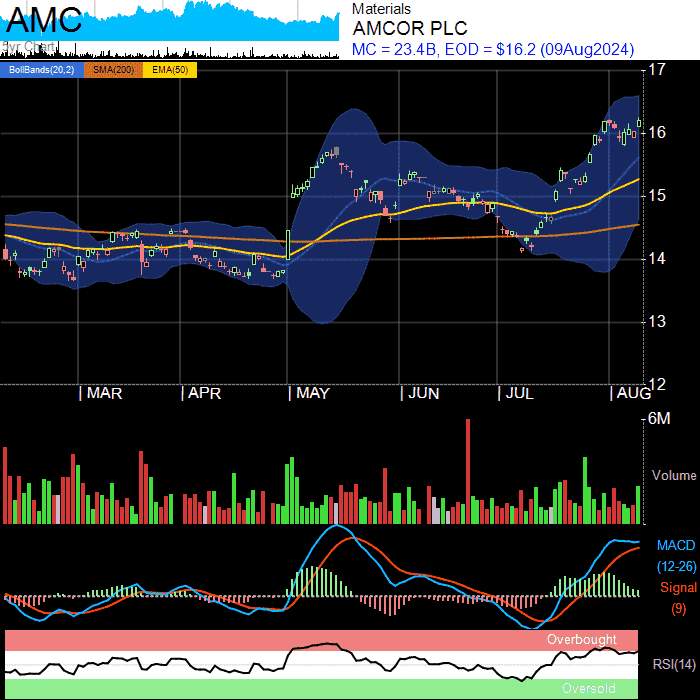 AMC
5yr Chart
Materials
AMCOR PLC
MC = 23.4B, EOD = $16.2 (09Aug2024)
BollBands(20,2) SMA(200) EMA(50)
17
16
15
14
13
12
| MAR | APR | MAY | JUN | JUL | AUG
6M
Volume
MACD
(12-26)
Signal
(9)
Overbought
RSI(14)
Oversold